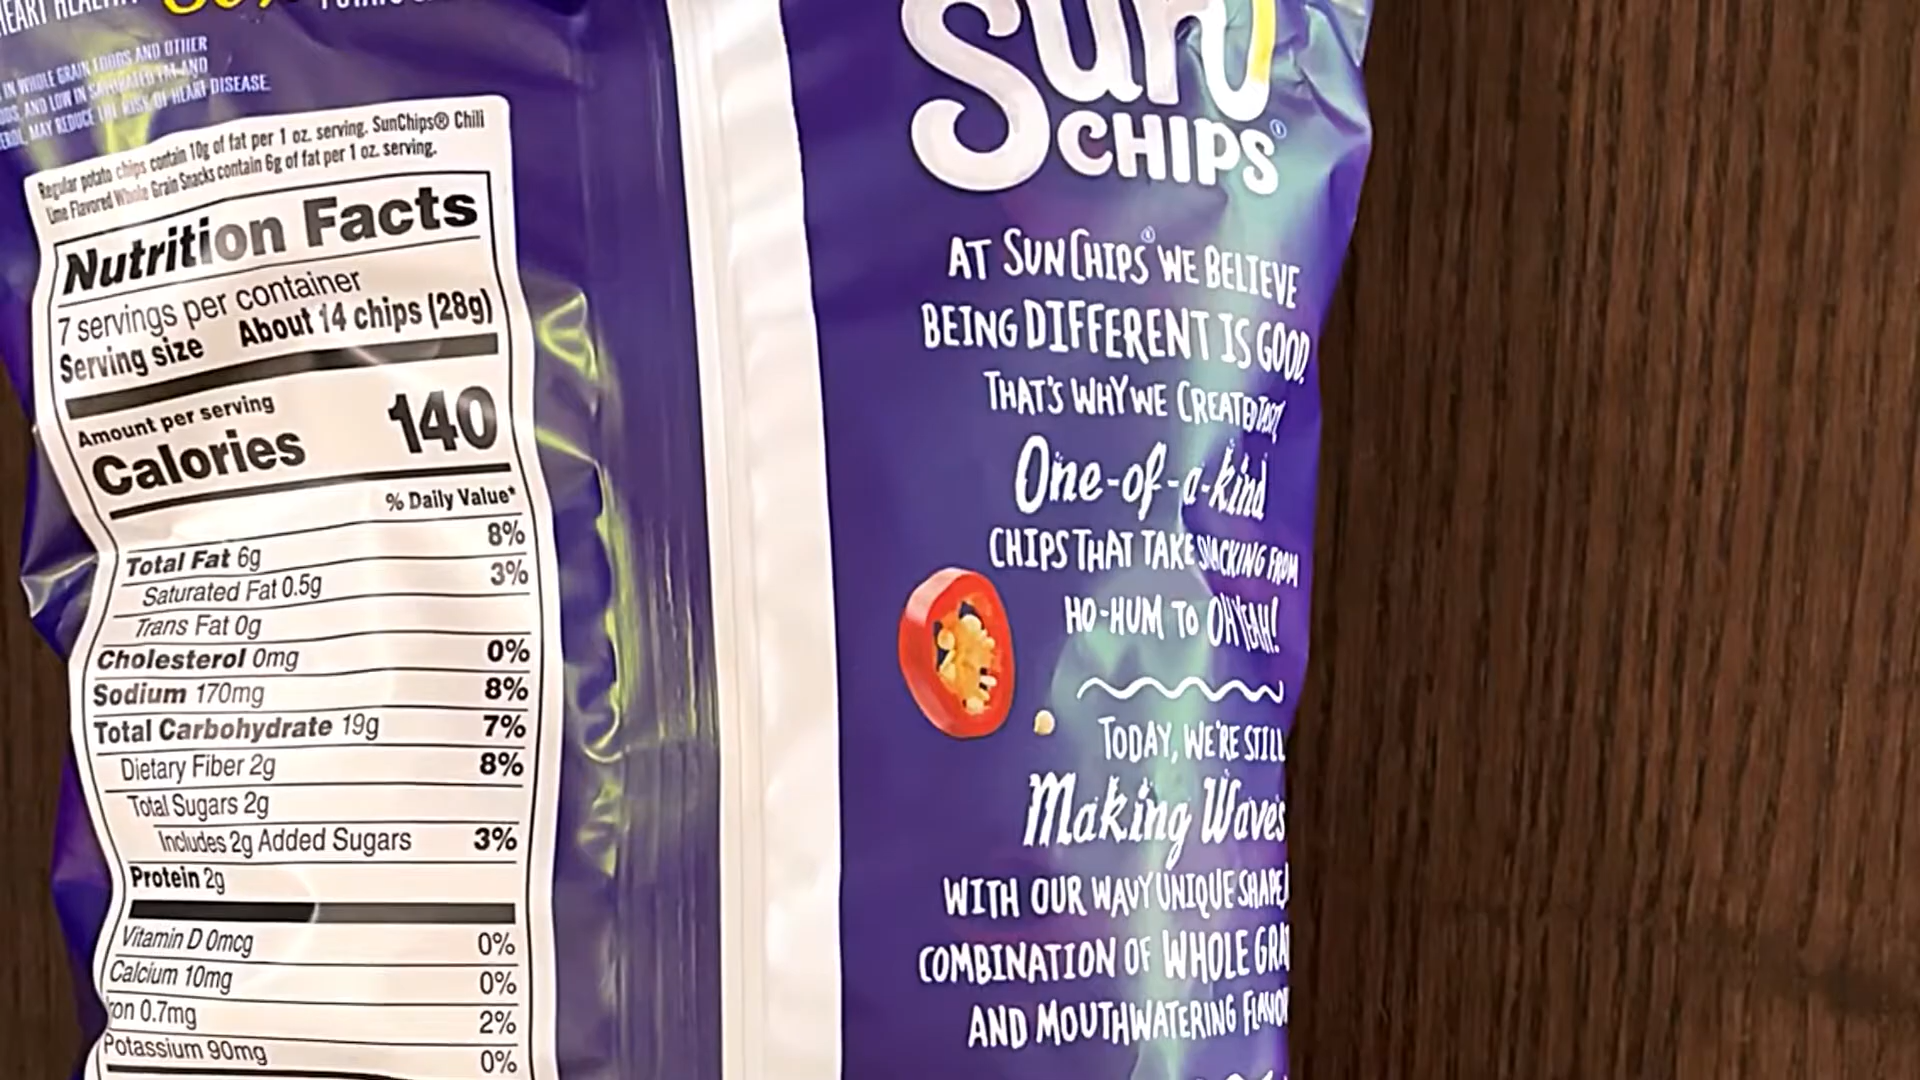 HEART HEALTHY
IN WHOLE GRAIN FOODS AND OTHER
AND LOW IN SATURATED FAT AND
MAY REDUCE THE RISK OF HEART DISEASE.
Regular potato chips contain 10g of fat per 1 oz. serving. SunChips® Chili
Lime Flavored Whole Grain Snacks contain 6g of fat per 1 oz. serving.
Nutrition Facts
7 servings per container
Serving size About 14 chips (28g)
Amount per serving
Calories 140
% Daily Value*
Total Fat 6g 8%
Saturated Fat 0.5g 3%
Trans Fat 0g
Cholesterol 0mg 0%
Sodium 170mg 8%
Total Carbohydrate 19g 7%
Dietary Fiber 2g 8%
Total Sugars 2g
Includes 2g Added Sugars 3%
Protein 2g
Vitamin D 0mcg 0%
Calcium 10mg 0%
Iron 0.7mg 2%
Potassium 90mg 0%
Sun
CHIPS®
AT SUNCHIPS® WE BELIEVE
BEING DIFFERENT IS GOOD.
THAT'S WHY WE CREATED
One-of-a-kind
CHIPS THAT TAKE SNACKING FROM
HO-HUM TO OH YEAH!
TODAY, WE'RE STILL
Making Waves
WITH OUR WAVY UNIQUE SHAPE,
COMBINATION OF WHOLE
AND MOUTHWATERING